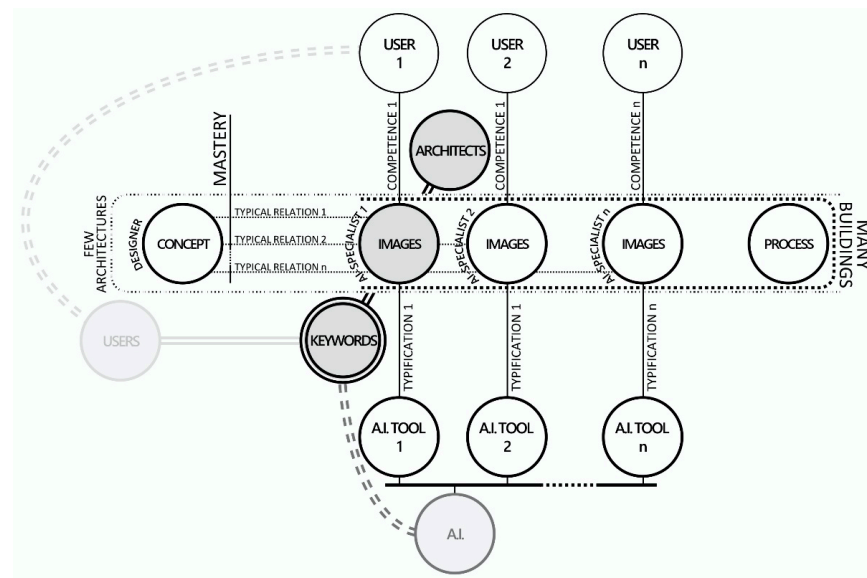 USER
1
USER
2
USER
n
COMPETENCE 1
COMPETENCE 1
COMPETENCE n
MASTERY
ARCHITECTS
FEW
ARCHITECTURES
DESIGNER
CONCEPT
TYPICAL RELATION 1
TYPICAL RELATION 2
TYPICAL RELATION n
AI-SPECIALIST 1
IMAGES
AI-SPECIALIST 2
IMAGES
AI-SPECIALIST n
IMAGES
PROCESS
MANY
BUILDINGS
USERS
KEYWORDS
TYPIFICATION 1
TYPIFICATION 1
TYPIFICATION n
A.I. TOOL
1
A.I. TOOL
2
A.I. TOOL
n
A.I.